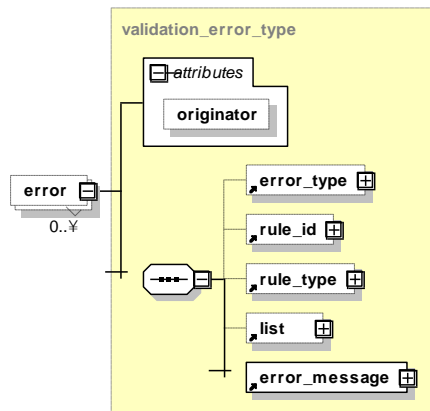 validation_error_type
attributes
originator
error
0..¥
error_type
rule_id
rule_type
list
error_message